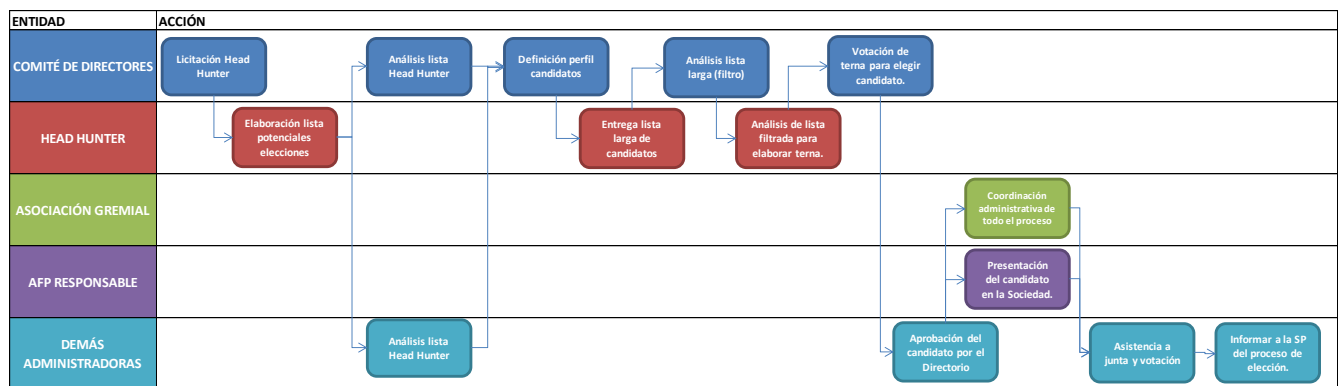 ENTIDAD
ACCIÓN
COMITÉ DE DIRECTORES
Licitación Head
Hunter
Análisis lista
Head Hunter
Definición perfil
candidatos
Análisis lista
larga (filtro)
Votación de
terna para elegir
candidato.
HEAD HUNTER
Elaboración lista
potenciales
elecciones
Entrega lista
larga de
candidatos
Análisis de lista
filtrada para
elaborar terna.
ASOCIACIÓN GREMIAL
Coordinación
administrativa de
todo el proceso
AFP RESPONSABLE
Presentación
del candidato
en la Sociedad.
DEMÁS
ADMINISTRADORAS
Análisis lista
Head Hunter
Aprobación del
candidato por el
Directorio
Asistencia a
junta y votación
Informar a la SP
del proceso de
elección.